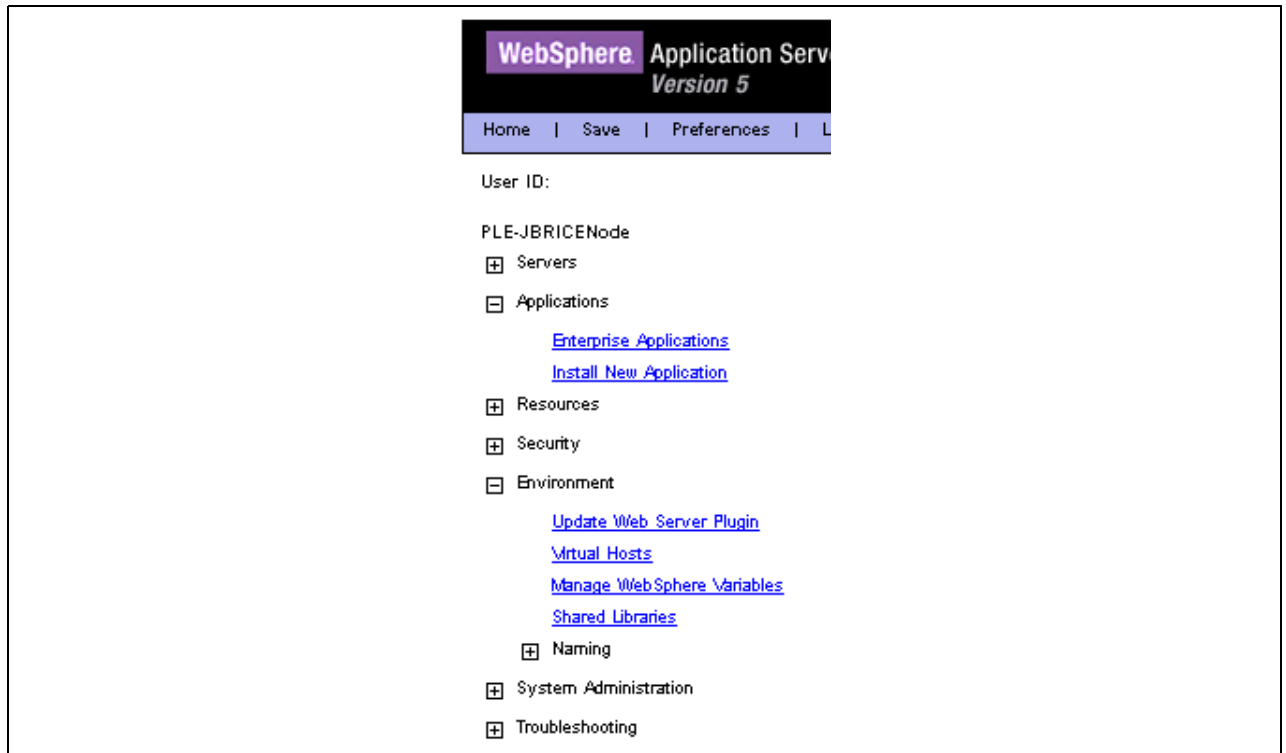 WebSphere Application Serv
Version 5
Home | Save | Preferences | L
User ID:
PLE-JBRICENode
Servers
Applications
Enterprise Applications
Install New Application
Resources
Security
Environment
Update Web Server Plugin
Virtual Hosts
Manage WebSphere Variables
Shared Libraries
Naming
System Administration
Troubleshooting